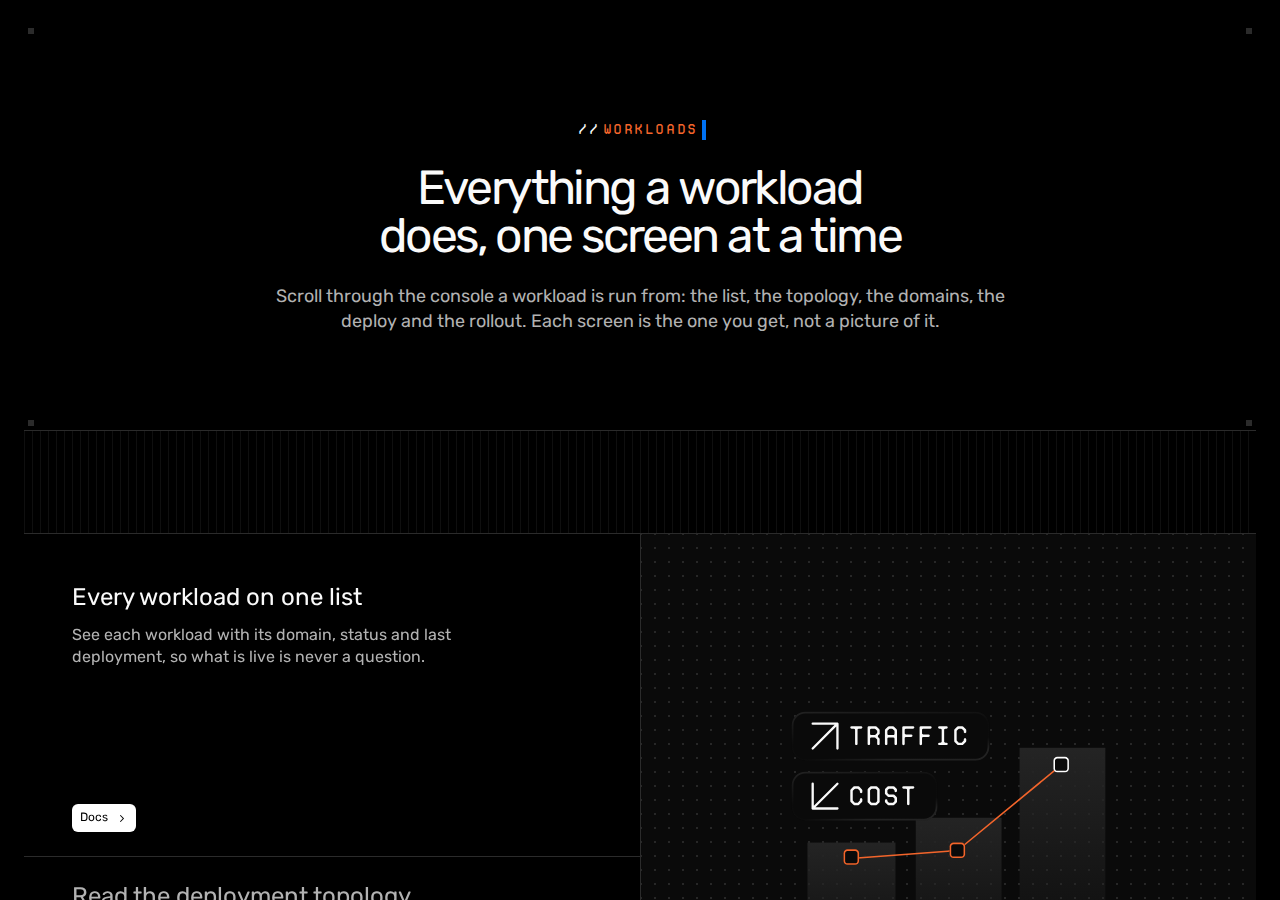 // WORKLOADS
Everything a workload
does, one screen at a time
Scroll through the console a workload is run from: the list, the topology, the domains, the
deploy and the rollout. Each screen is the one you get, not a picture of it.
Every workload on one list
See each workload with its domain, status and last
deployment, so what is live is never a question.
Docs
TRAFFIC
COST
Read the deployment topology